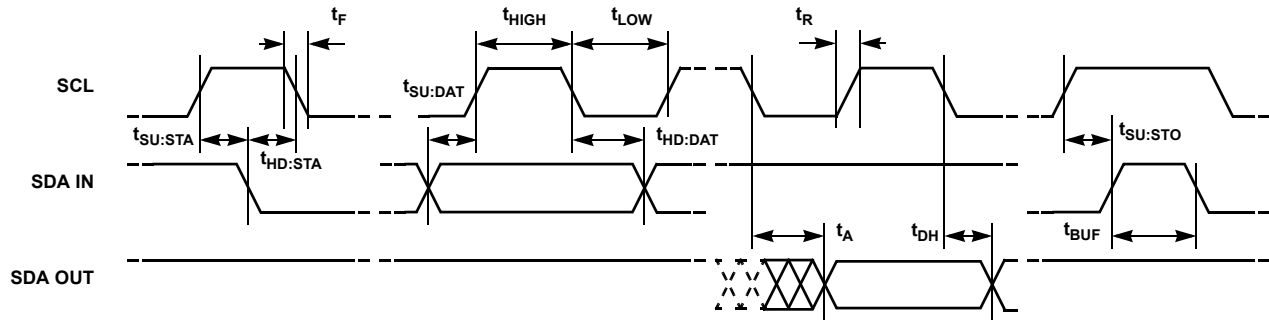 tF
tHIGH
tLOW
tR
SCL
tSU:DAT
tSU:STA
tHD:STA
tHD:DAT
tSU:STO
SDA IN
tA
tDH
tBUF
SDA OUT